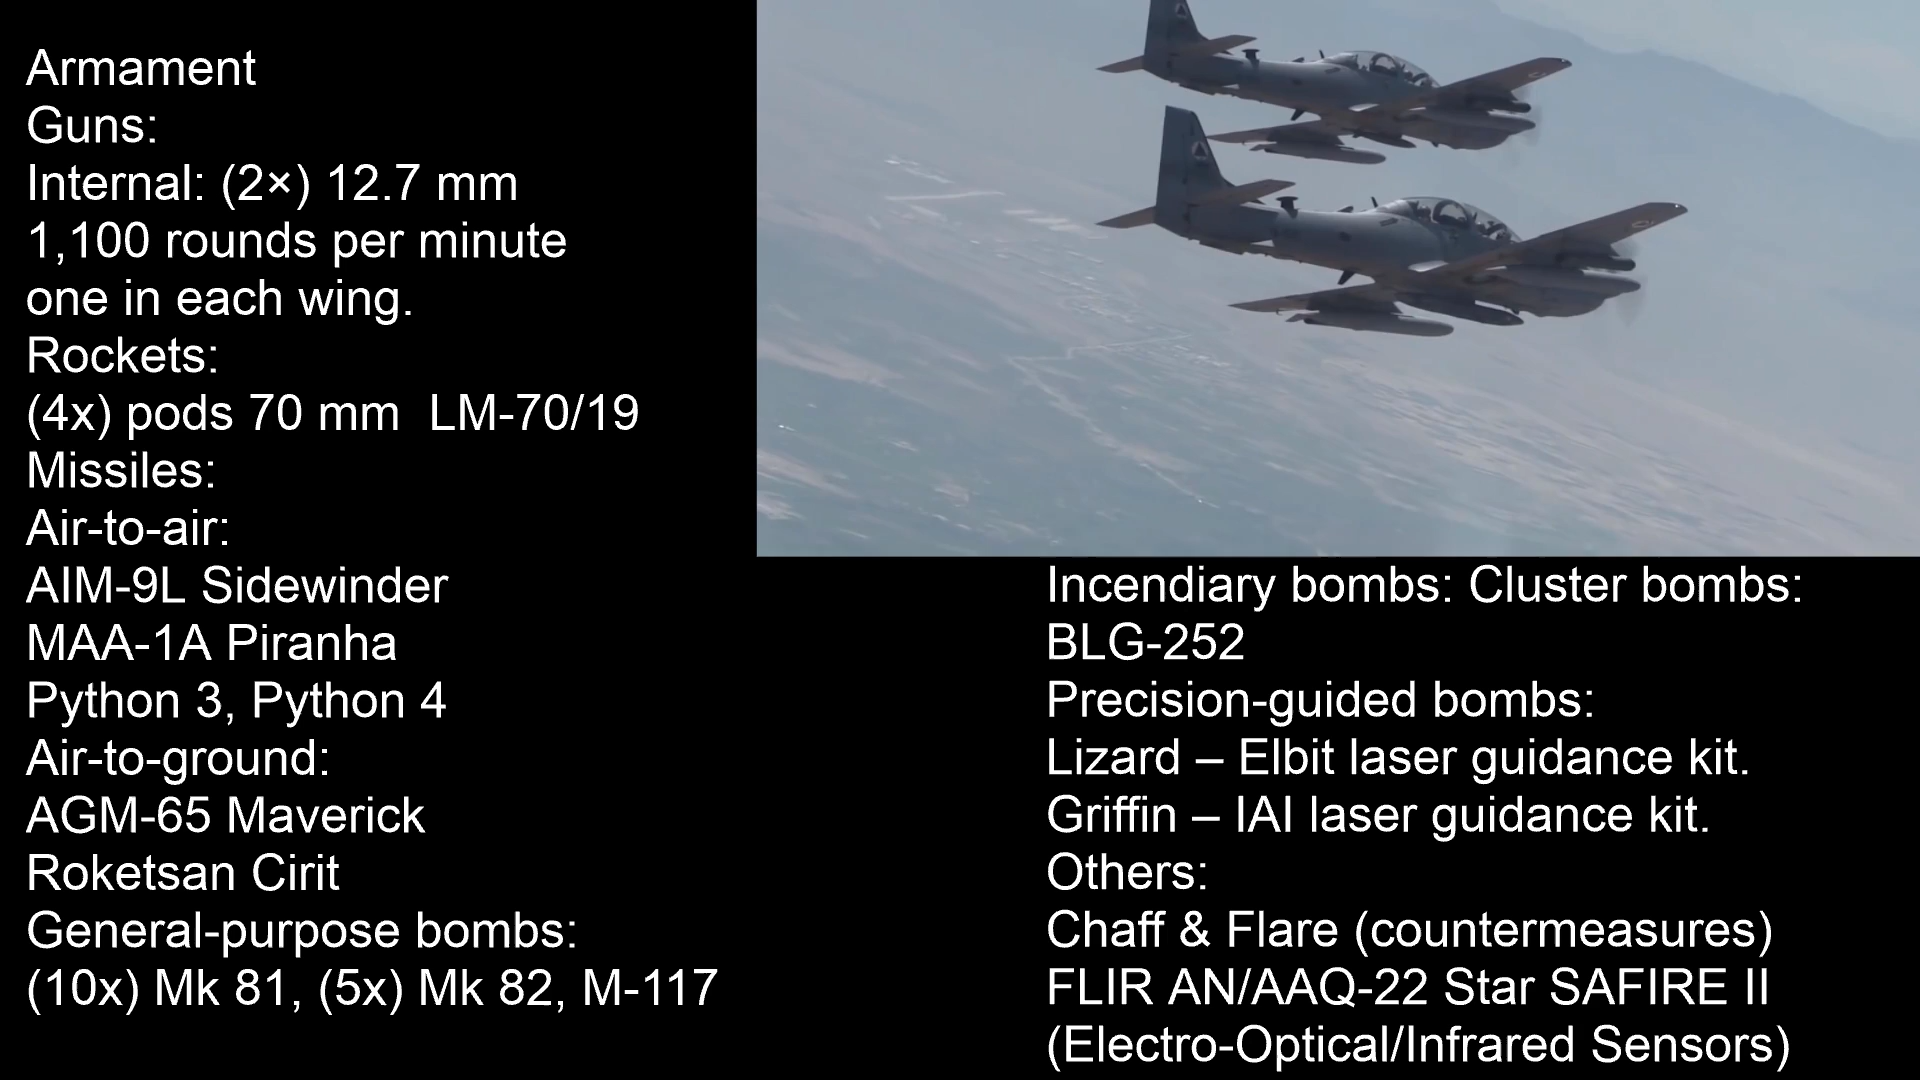 Armament
Guns:
Internal: (2×) 12.7 mm
1,100 rounds per minute
one in each wing.
Rockets:
(4x) pods 70 mm  LM-70/19
Missiles:
Air-to-air:
AIM-9L Sidewinder
MAA-1A Piranha
Python 3, Python 4
Air-to-ground:
AGM-65 Maverick
Roketsan Cirit
General-purpose bombs:
(10x) Mk 81, (5x) Mk 82, M-117
Incendiary bombs: Cluster bombs:
BLG-252
Precision-guided bombs:
Lizard – Elbit laser guidance kit.
Griffin – IAI laser guidance kit.
Others:
Chaff & Flare (countermeasures)
FLIR AN/AAQ-22 Star SAFIRE II
(Electro-Optical/Infrared Sensors)